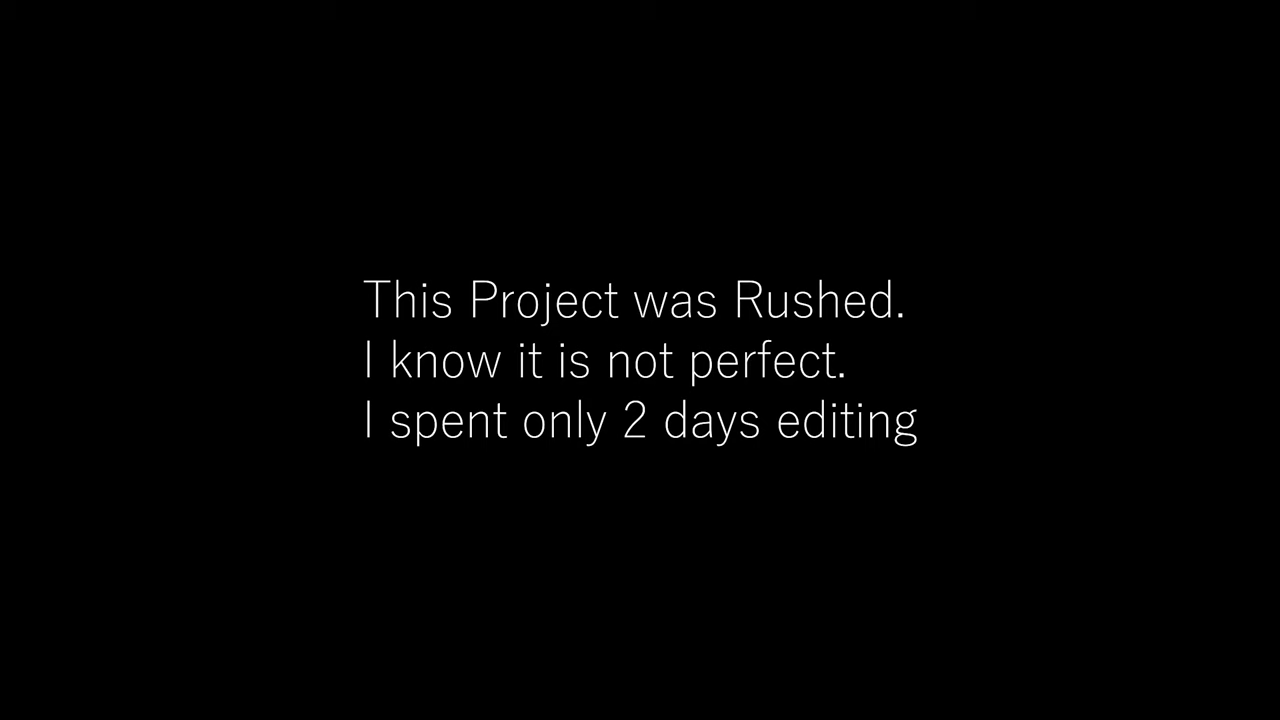 This Project was Rushed.
I know it is not perfect.
I spent only 2 days editing